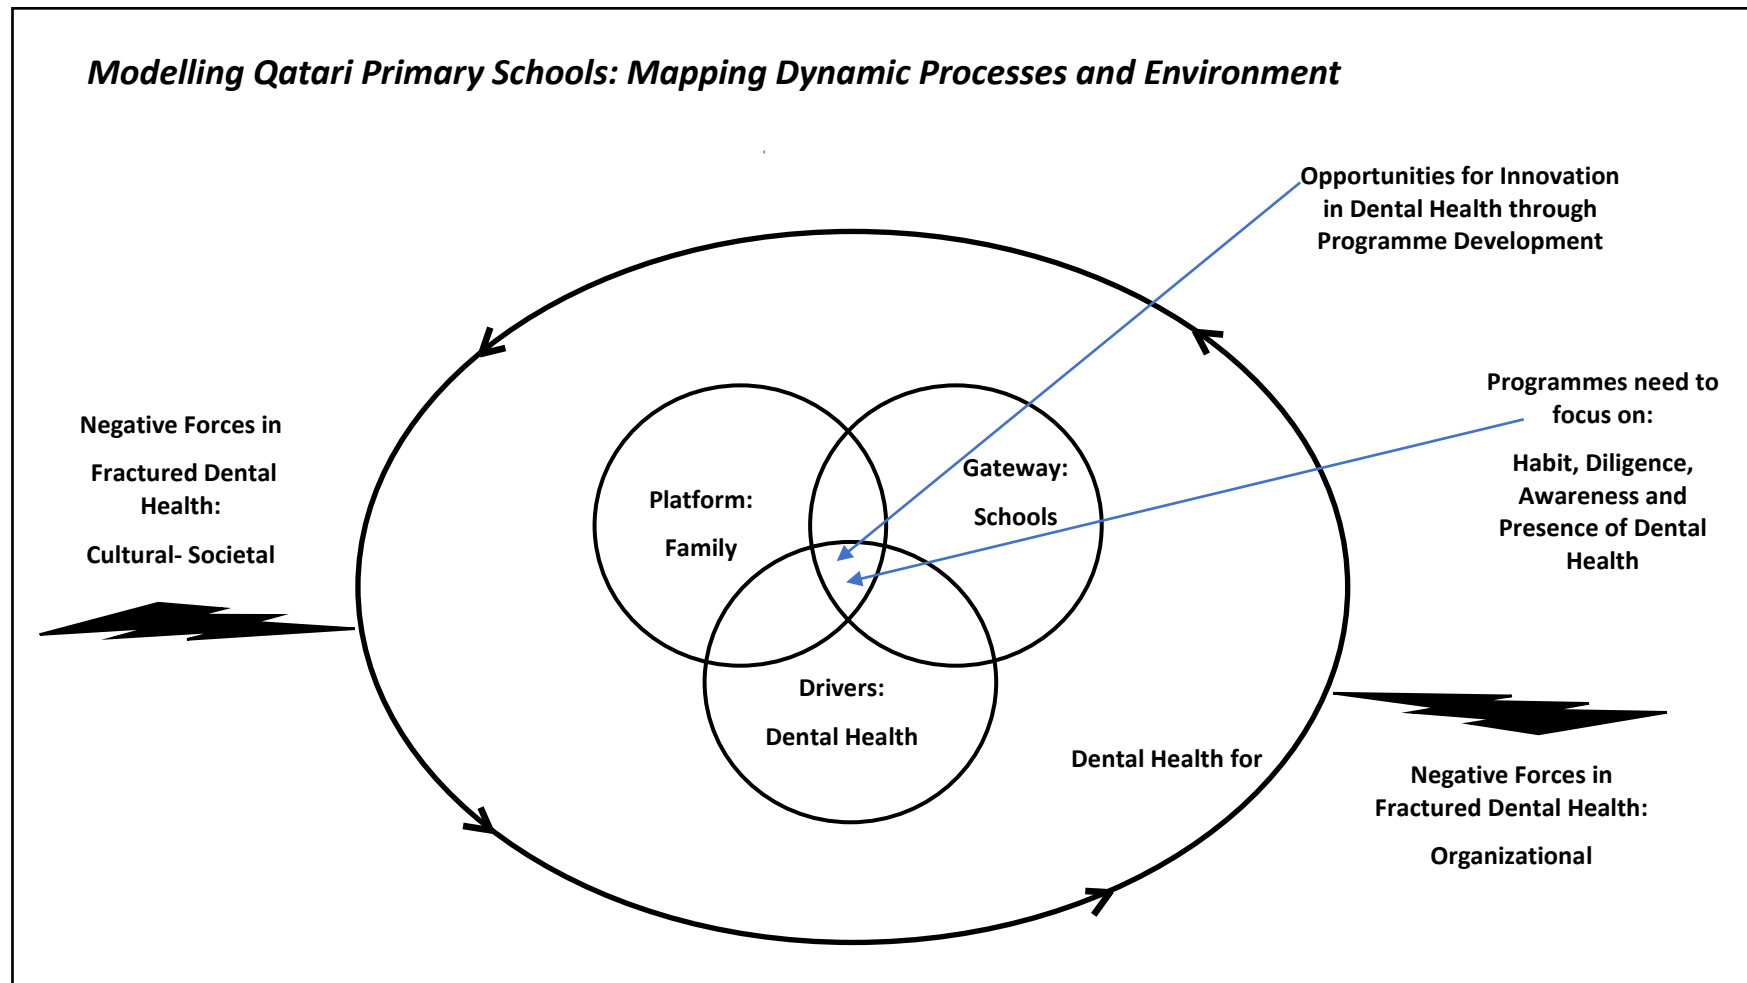 Modelling Qatari Primary Schools: Mapping Dynamic Processes and Environment
Opportunities for Innovation
in Dental Health through
Programme Development
Programmes need to
focus on:
Habit, Diligence,
Awareness and
Presence of Dental
Health
Negative Forces in
Fractured Dental
Health:
Cultural- Societal
Platform:
Family
Gateway:
Schools
Drivers:
Dental Health
Dental Health for
Negative Forces in
Fractured Dental Health:
Organizational